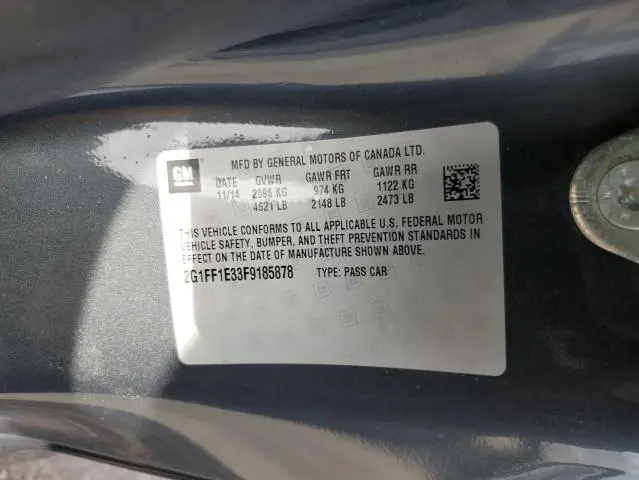 GM
MFD BY GENERAL MOTORS OF CANADA LTD.
DATE GVWR GAWR FRT GAWR RR
11/14 2096 KG 974 KG 1122 KG
4621 LB 2148 LB 2473 LB
THIS VEHICLE CONFORMS TO ALL APPLICABLE U.S. FEDERAL MOTOR
VEHICLE SAFETY, BUMPER, AND THEFT PREVENTION STANDARDS IN
EFFECT ON THE DATE OF MANUFACTURE SHOWN ABOVE.
2G1FF1E33F9185878 TYPE: PASS CAR